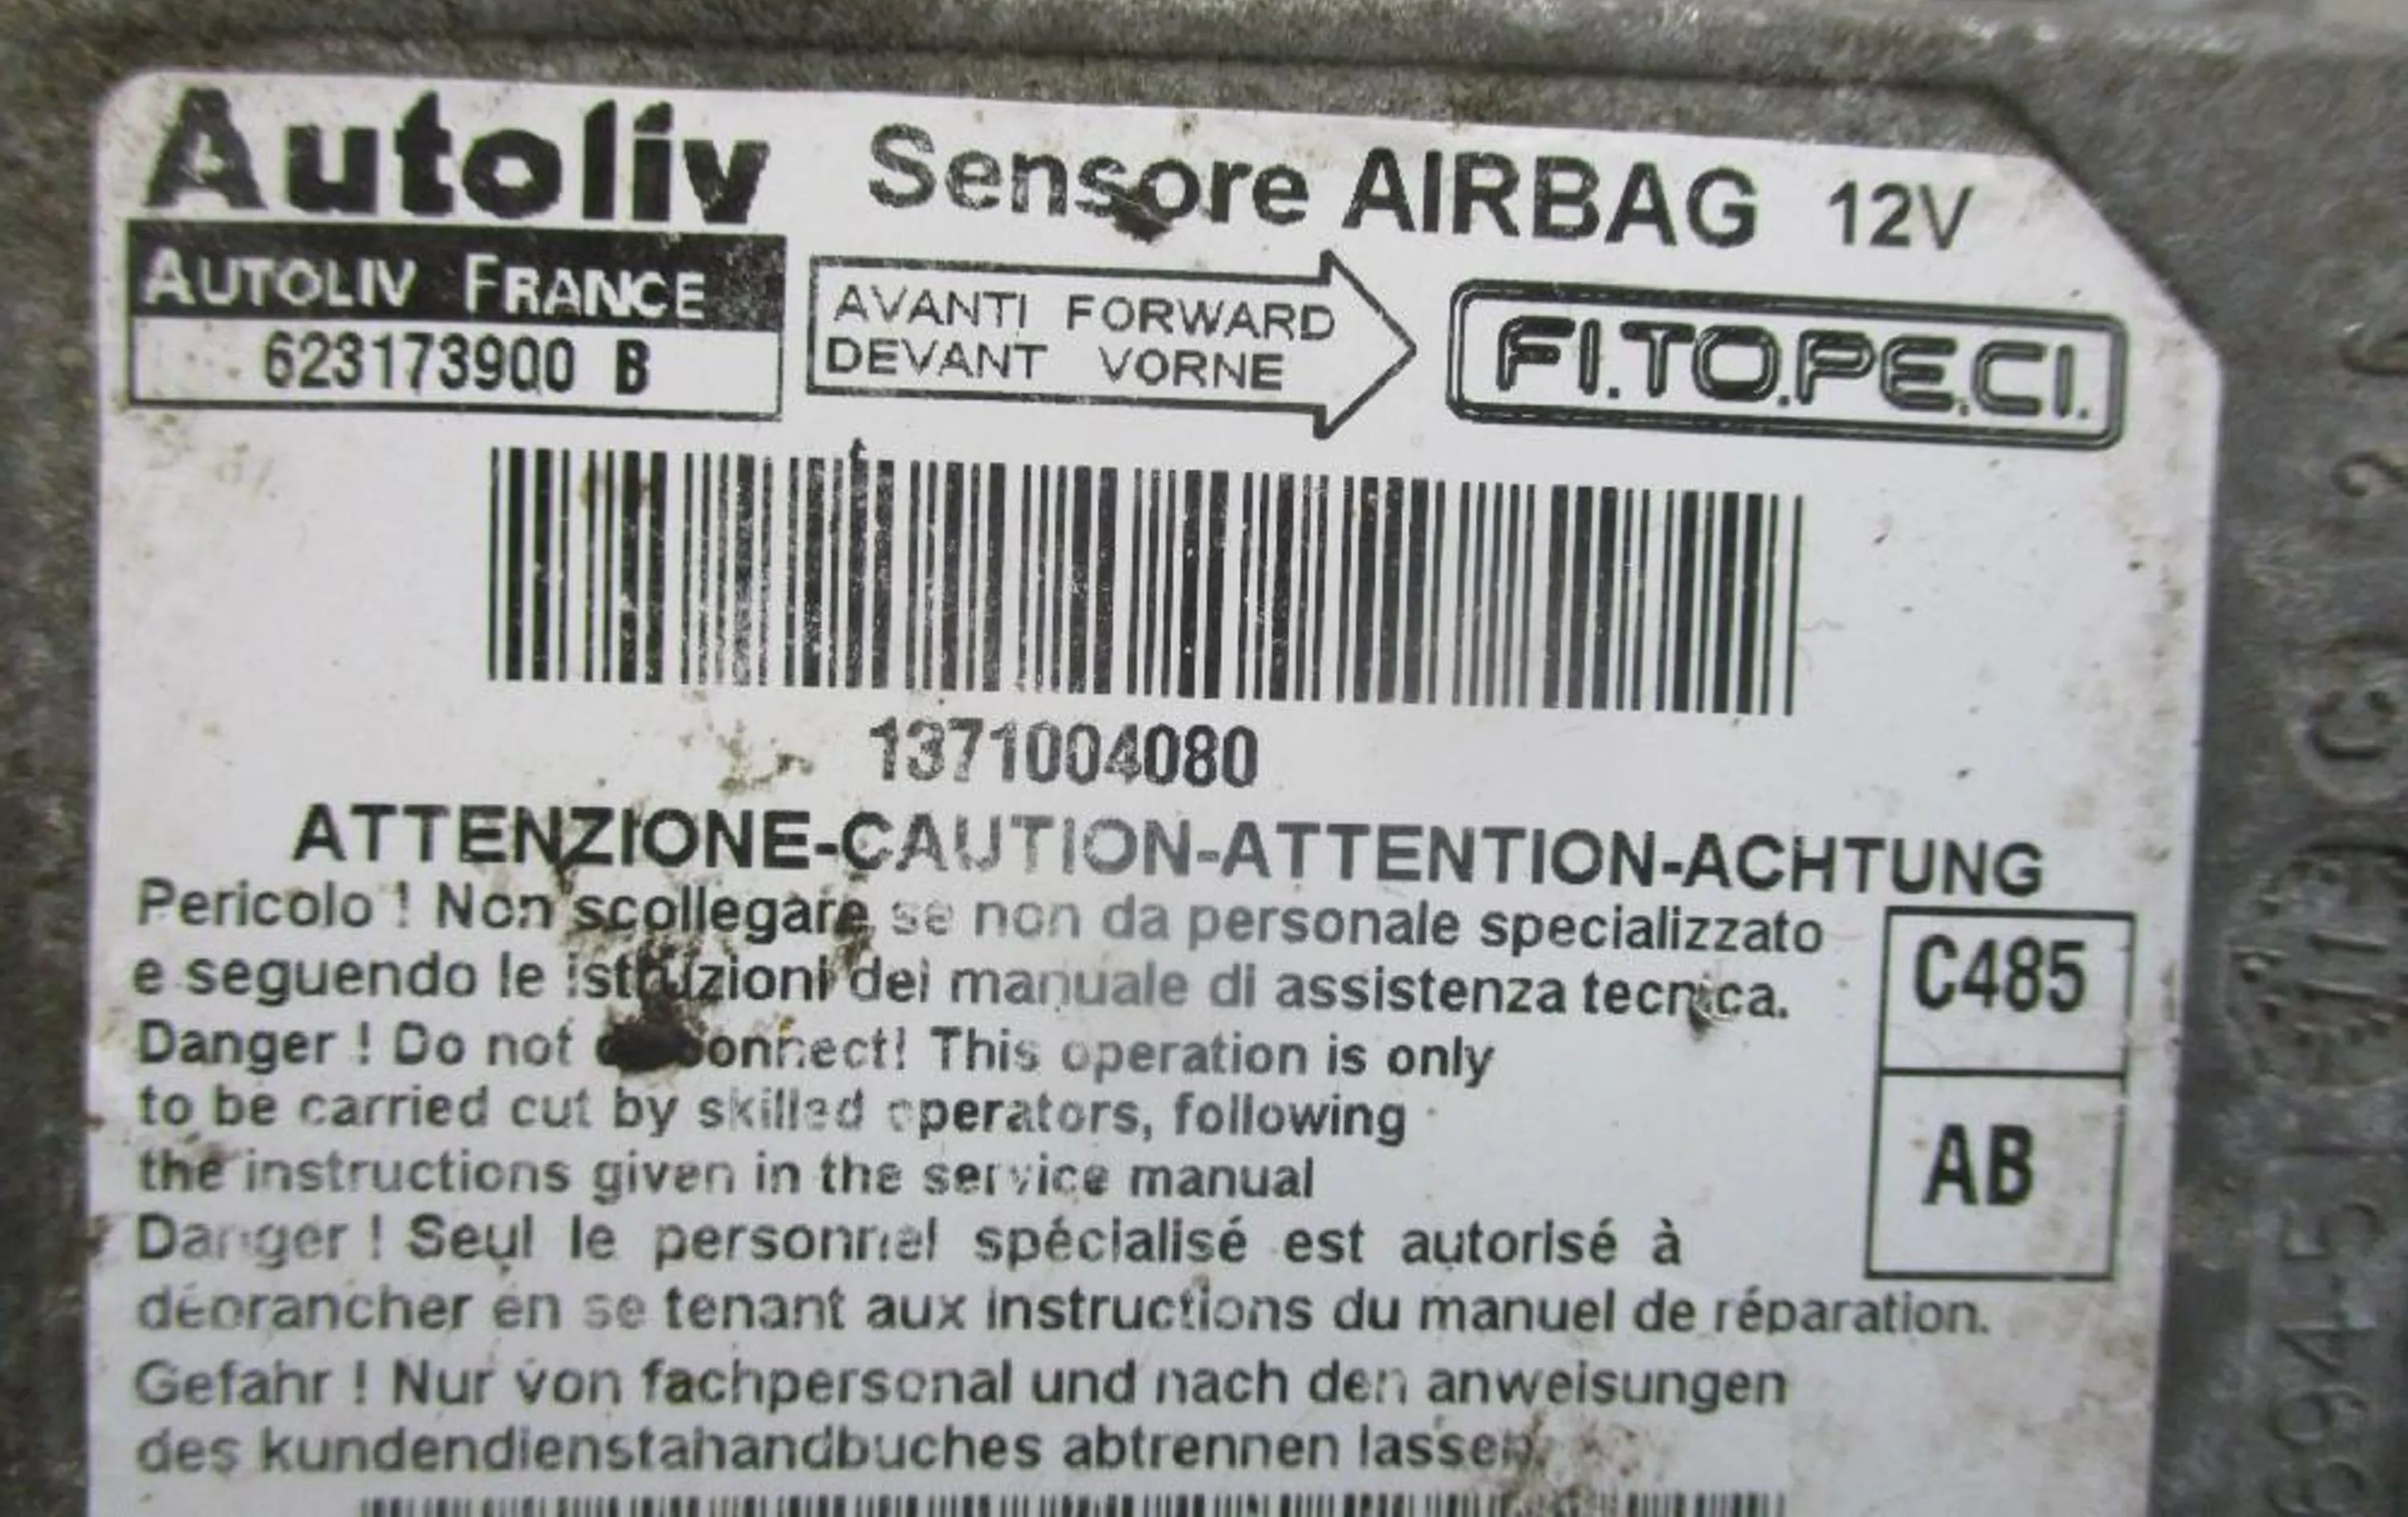 Autoliv Sensore AIRBAG 12V
AUTOLIV FRANCE
623173900 B
AVANTI FORWARD
DEVANT VORNE
FI.TO.PE.CI.
1371004080
ATTENZIONE-CAUTION-ATTENTION-ACHTUNG
Pericolo ! Non scollegare se non da personale specializzato
e seguendo le istruzioni del manuale di assistenza tecnica.
C485
Danger ! Do not disconnect! This operation is only
to be carried out by skilled operators, following
AB
the instructions given in the service manual
Danger ! Seul le personnel spécialisé est autorisé à
débrancher en se tenant aux instructions du manuel de réparation.
Gefahr ! Nur von fachpersonal und nach den anweisungen
des kundendienstahandbuches abtrennen lassen.